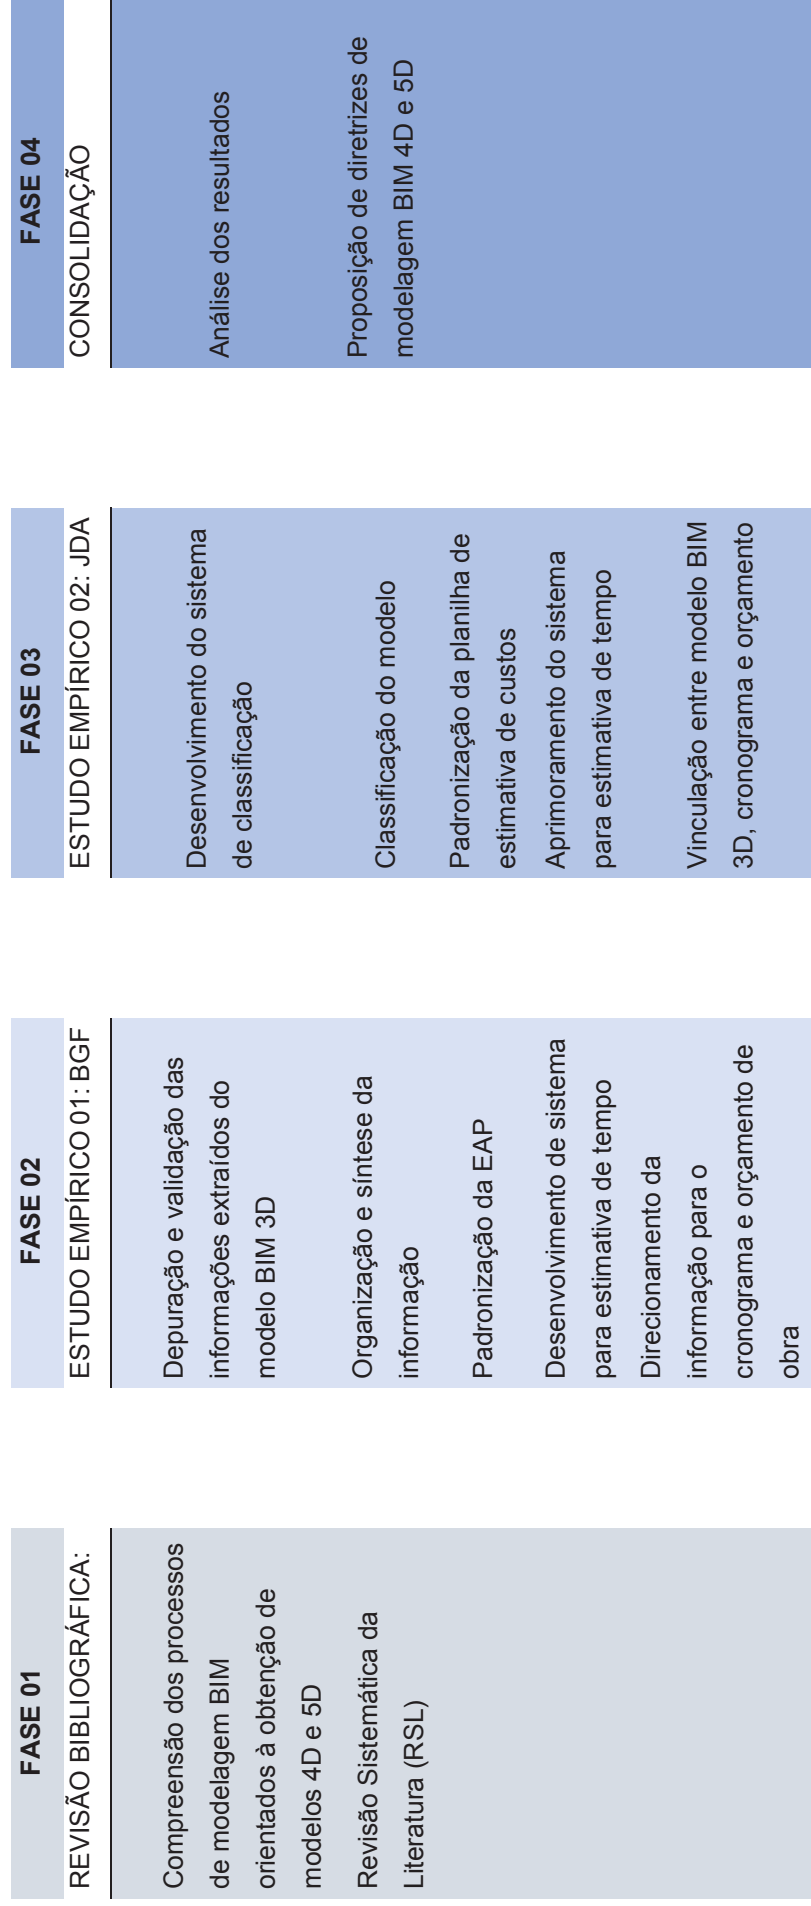 FASE 01
REVISÃO BIBLIOGRÁFICA:
Compreensão dos processos
de modelagem BIM
orientados à obtenção de
modelos 4D e 5D
Revisão Sistemática da
Literatura (RSL)
FASE 02
ESTUDO EMPÍRICO 01: BGF
Depuração e validação das
informações extraídos do
modelo BIM 3D
Organização e síntese da
informação
Padronização da EAP
Desenvolvimento de sistema
para estimativa de tempo
Direcionamento da
informação para o
cronograma e orçamento de
obra
FASE 03
ESTUDO EMPÍRICO 02: JDA
Desenvolvimento do sistema
de classificação
Classificação do modelo
Padronização da planilha de
estimativa de custos
Aprimoramento do sistema
para estimativa de tempo
Vinculação entre modelo BIM
3D, cronograma e orçamento
FASE 04
CONSOLIDAÇÃO
Análise dos resultados
Proposição de diretrizes de
modelagem BIM 4D e 5D